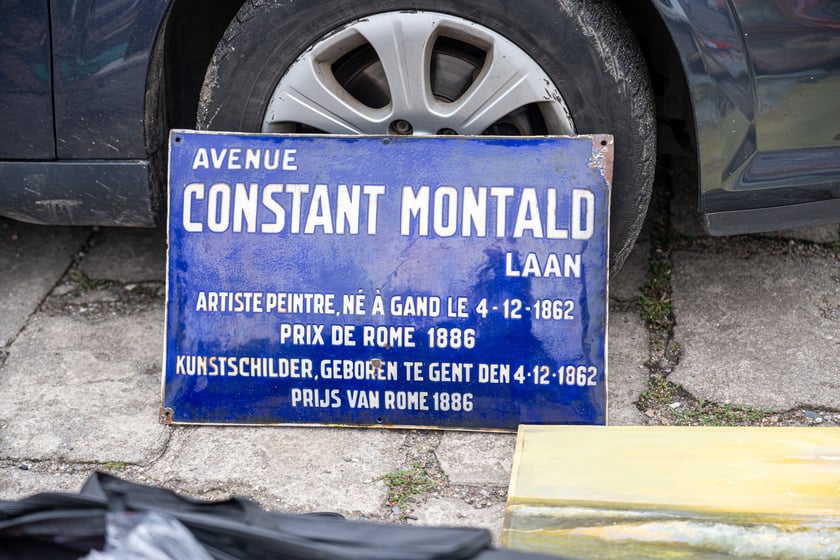 AVENUE
CONSTANT MONTALD
LAAN
ARTISTE PEINTRE, NÉ À GAND LE 4-12-1862
PRIX DE ROME 1886
KUNSTSCHILDER, GEBOREN TE GENT DEN 4-12-1862
PRIJS VAN ROME 1886